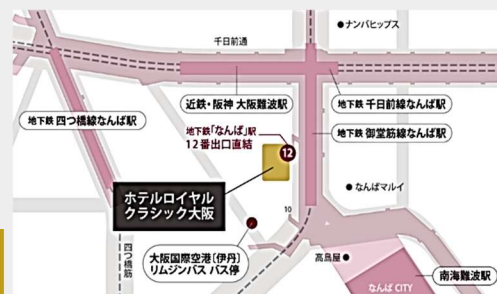 ナンバヒップス
千日前通
近鉄・阪神 大阪難波駅
地下鉄 千日前線なんば駅
地下鉄 四つ橋線なんば駅
地下鉄「なんば」駅
12番出口直結
12
地下鉄 御堂筋線なんば駅
ホテルロイヤル
クラシック大阪
なんばマルイ
10
大阪国際空港〔伊丹〕
リムジンバス バス停
四つ橋筋
高島屋
南海難波駅
なんば CITY